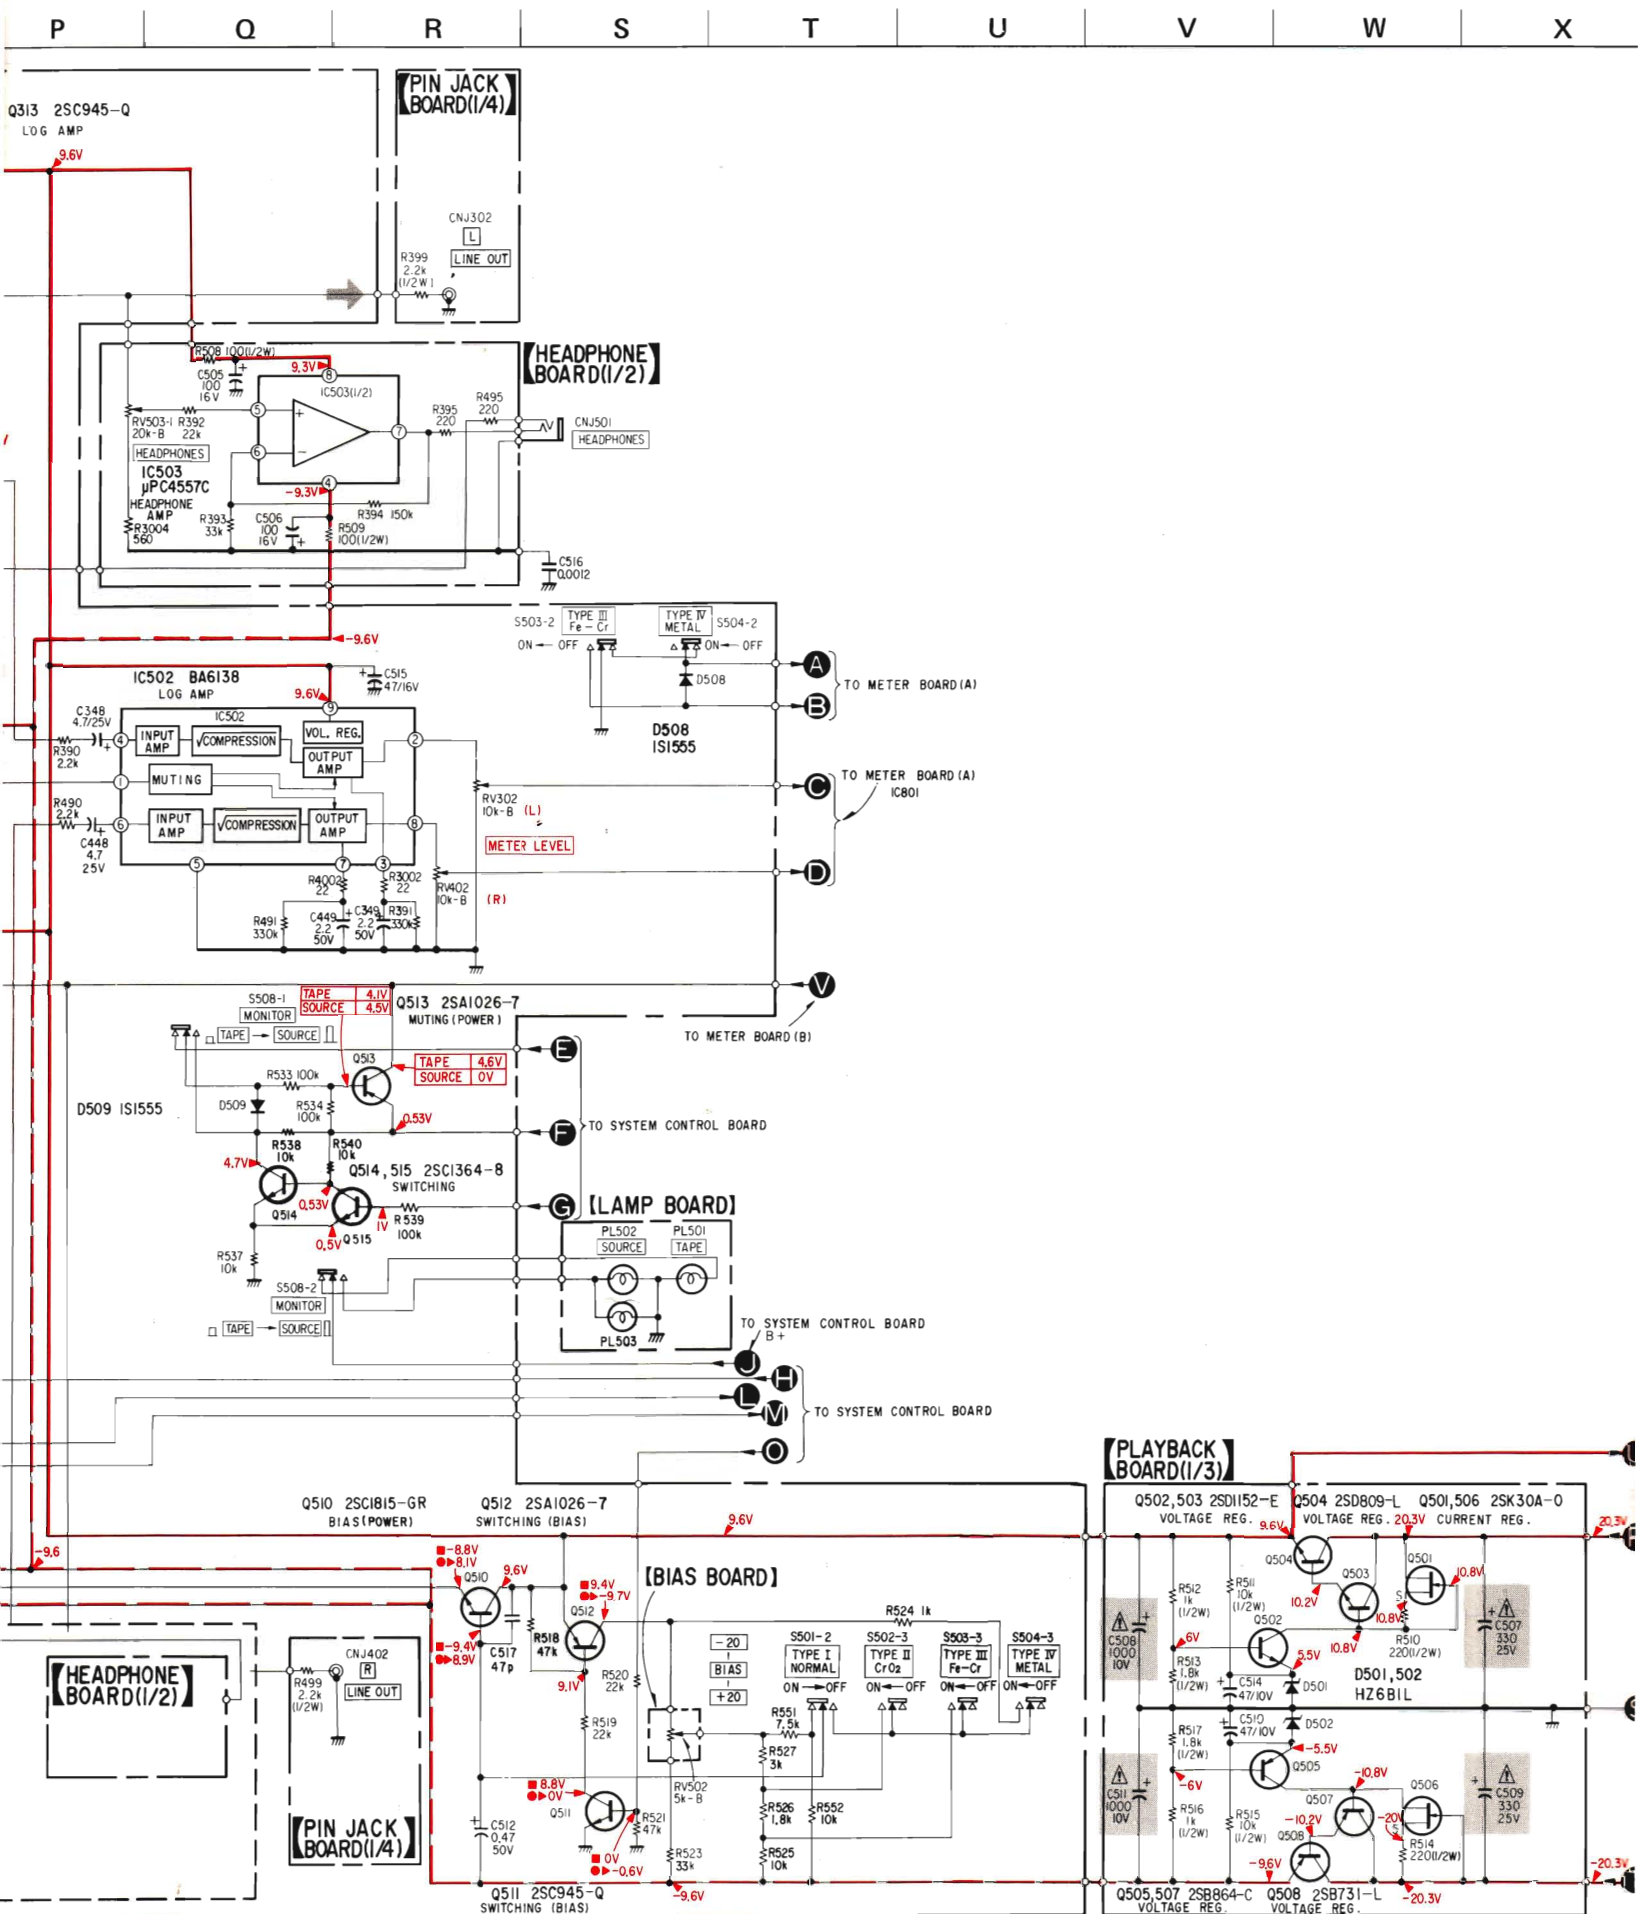 P Q R S T U V W X
Q313 2SC945-Q
LOG AMP
9.6V
PIN JACK
BOARD(1/4)
CNJ302
L
LINE OUT
R399
2.2k
(1/2W)
HEADPHONE
BOARD(1/2)
R508 100(1/2W)
C505
100
16V
9.3V
8
IC503(1/2)
5
+
6
−
7
4
RV503-1
20k-B
R392
22k
HEADPHONES
IC503
μPC4557C
HEADPHONE
AMP
R3004
560
R395
220
R495
220
CNJ501
HEADPHONES
-9.3V
R393
33k
C506
100
16V
R394 150k
R509
100(1/2W)
C516
0.0012
-9.6V
S503-2
TYPE III
Fe-Cr
ON ← OFF
TYPE IV
METAL
S504-2
ON ← OFF
A
B
TO METER BOARD(A)
D508
D508
1S1555
IC502 BA6138
LOG AMP
C515
47/16V
9.6V
C348
4.7/25V
R390
2.2k
IC502
9
4
INPUT
AMP
√COMPRESSION
VOL. REG.
OUTPUT
AMP
2
1
MUTING
R490
2.2k
6
INPUT
AMP
√COMPRESSION
OUTPUT
AMP
8
C448
4.7
25V
5
7
3
RV302
10k-B (L)
METER LEVEL
RV402
10k-B
(R)
C
D
TO METER BOARD(A)
IC801
R4002
22
R3002
22
R491
330k
C449
2.2
50V
C349
2.2
50V
R391
330k
V
TO METER BOARD(B)
S508-1
MONITOR
TAPE → SOURCE
TAPE 4.1V
SOURCE 4.5V
Q513 2SA1026-7
MUTING(POWER)
Q513
TAPE 4.6V
SOURCE 0V
E
F
G
TO SYSTEM CONTROL BOARD
R533 100k
D509 1S1555
D509
R534
100k
0.53V
R538
10k
R540
10k
4.7V
Q514,515 2SC1364-8
SWITCHING
0.53V
Q514
1V
0.5V
Q515
R539
100k
R537
10k
S508-2
MONITOR
TAPE → SOURCE
LAMP BOARD
PL502
SOURCE
PL501
TAPE
PL503
TO SYSTEM CONTROL BOARD
B+
J
H
L
M
O
TO SYSTEM CONTROL BOARD
PLAYBACK
BOARD(1/3)
Q510 2SC1815-GR
BIAS(POWER)
Q512 2SA1026-7
SWITCHING (BIAS)
9.6V
-9.6
■-8.8V
●▶8.1V
Q510
9.6V
■-9.4V
●▶8.9V
C517
47p
R518
47k
■9.4V
●▶-9.7V
Q512
9.1V
R519
22k
R520
22k
BIAS BOARD
RV502
5k-B
■8.8V
●▶0V
Q511
■0V
●▶-0.6V
R521
47k
C512
0.47
50V
R523
33k
-9.6V
Q511 2SC945-Q
SWITCHING (BIAS)
-20
BIAS
+20
R524 1k
S501-2
TYPE I
NORMAL
ON → OFF
S502-3
TYPE II
CrO2
ON ← OFF
S503-3
TYPE III
Fe-Cr
ON ← OFF
S504-3
TYPE IV
METAL
ON ← OFF
R551
7.5k
R527
3k
R526
1.8k
R552
10k
R525
10k
HEADPHONE
BOARD(1/2)
CNJ402
R
LINE OUT
R499
2.2k
(1/2W)
PIN JACK
BOARD(1/4)
Q502,503 2SD1152-E
VOLTAGE REG.
Q504 2SD809-L
VOLTAGE REG.
Q501,506 2SK30A-O
CURRENT REG.
9.6V
20.3V
20.3V
Q504
Q503
Q501
10.8V
R512
1k
(1/2W)
R511
10k
(1/2W)
Q502
10.2V
S
10.8V
10.8V
R510
220(1/2W)
C508
1000
10V
6V
5.5V
C507
330
25V
R513
1.8k
(1/2W)
C514
47/10V
D501
D501,502
HZ6B1L
R517
1.8k
(1/2W)
C510
47/10V
D502
-5.5V
Q505
-6V
-10.8V
Q506
C511
1000
10V
R516
1k
(1/2W)
R515
10k
(1/2W)
Q507
-10.2V
-20V
S
Q508
R514
220(1/2W)
C509
330
25V
-9.6V
-20.3V
-20.3V
Q505,507 2SB864-C
VOLTAGE REG.
Q508 2SB731-L
VOLTAGE REG.